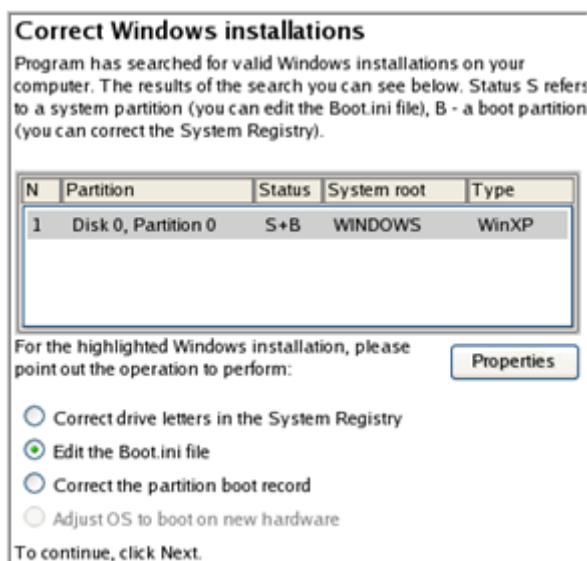 Correct Windows installations
Program has searched for valid Windows installations on your
computer. The results of the search you can see below. Status S refers
to a system partition (you can edit the Boot.ini file), B - a boot partition
(you can correct the System Registry).
N Partition Status System root Type
1 Disk 0, Partition 0 S+B WINDOWS WinXP
For the highlighted Windows installation, please
point out the operation to perform:
Properties
Correct drive letters in the System Registry
Edit the Boot.ini file
Correct the partition boot record
Adjust OS to boot on new hardware
To continue, click Next.